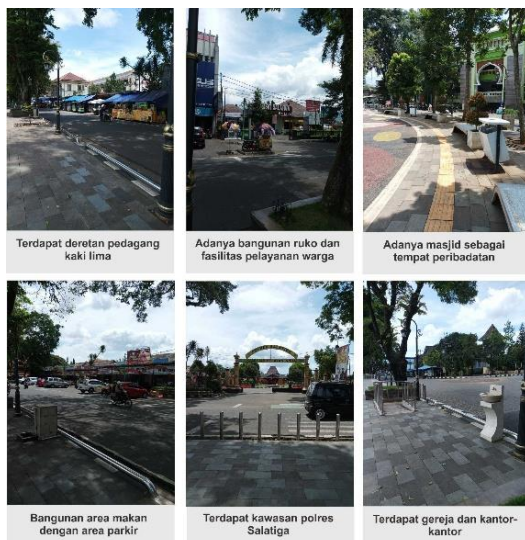 Terdapat deretan pedagang
kaki lima
Adanya bangunan ruko dan
fasilitas pelayanan warga
Adanya masjid sebagai
tempat peribadatan
Bangunan area makan
dengan area parkir
Terdapat kawasan polres
Salatiga
Terdapat gereja dan kantor-
kantor